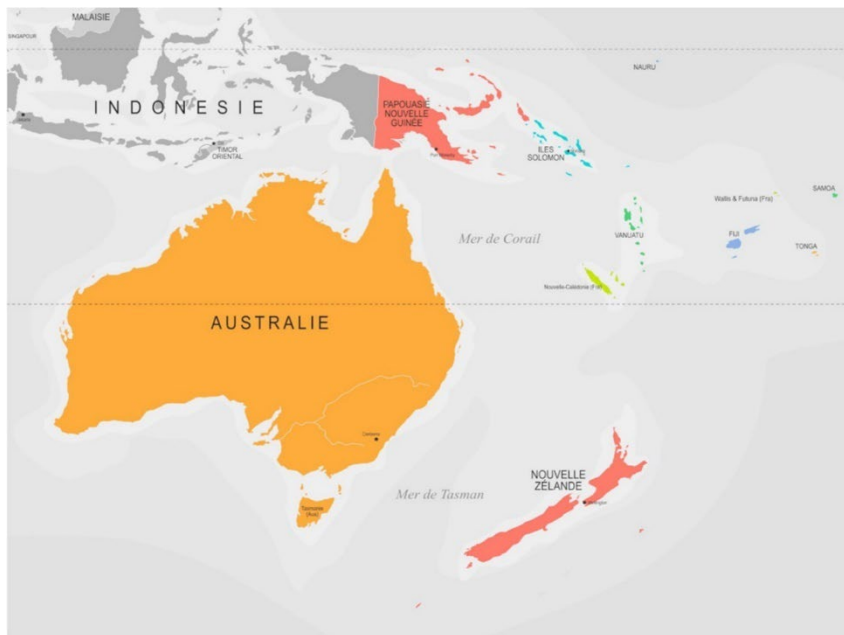 MALAISIE
SINGAPOUR
NAURU
INDONESIE
PAPOUASIE
NOUVELLE
GUINÉE
TIMOR
ORIENTAL
ILES
SOLOMON
SAMOA
Wallis & Futuna (Fra)
Mer de Corail
VANUATU
FIJI
TONGA
Nouvelle-Calédonie (Fra)
AUSTRALIE
Canberra
NOUVELLE
ZÉLANDE
Mer de Tasman
Wellington
Tasmanie
(Aus)